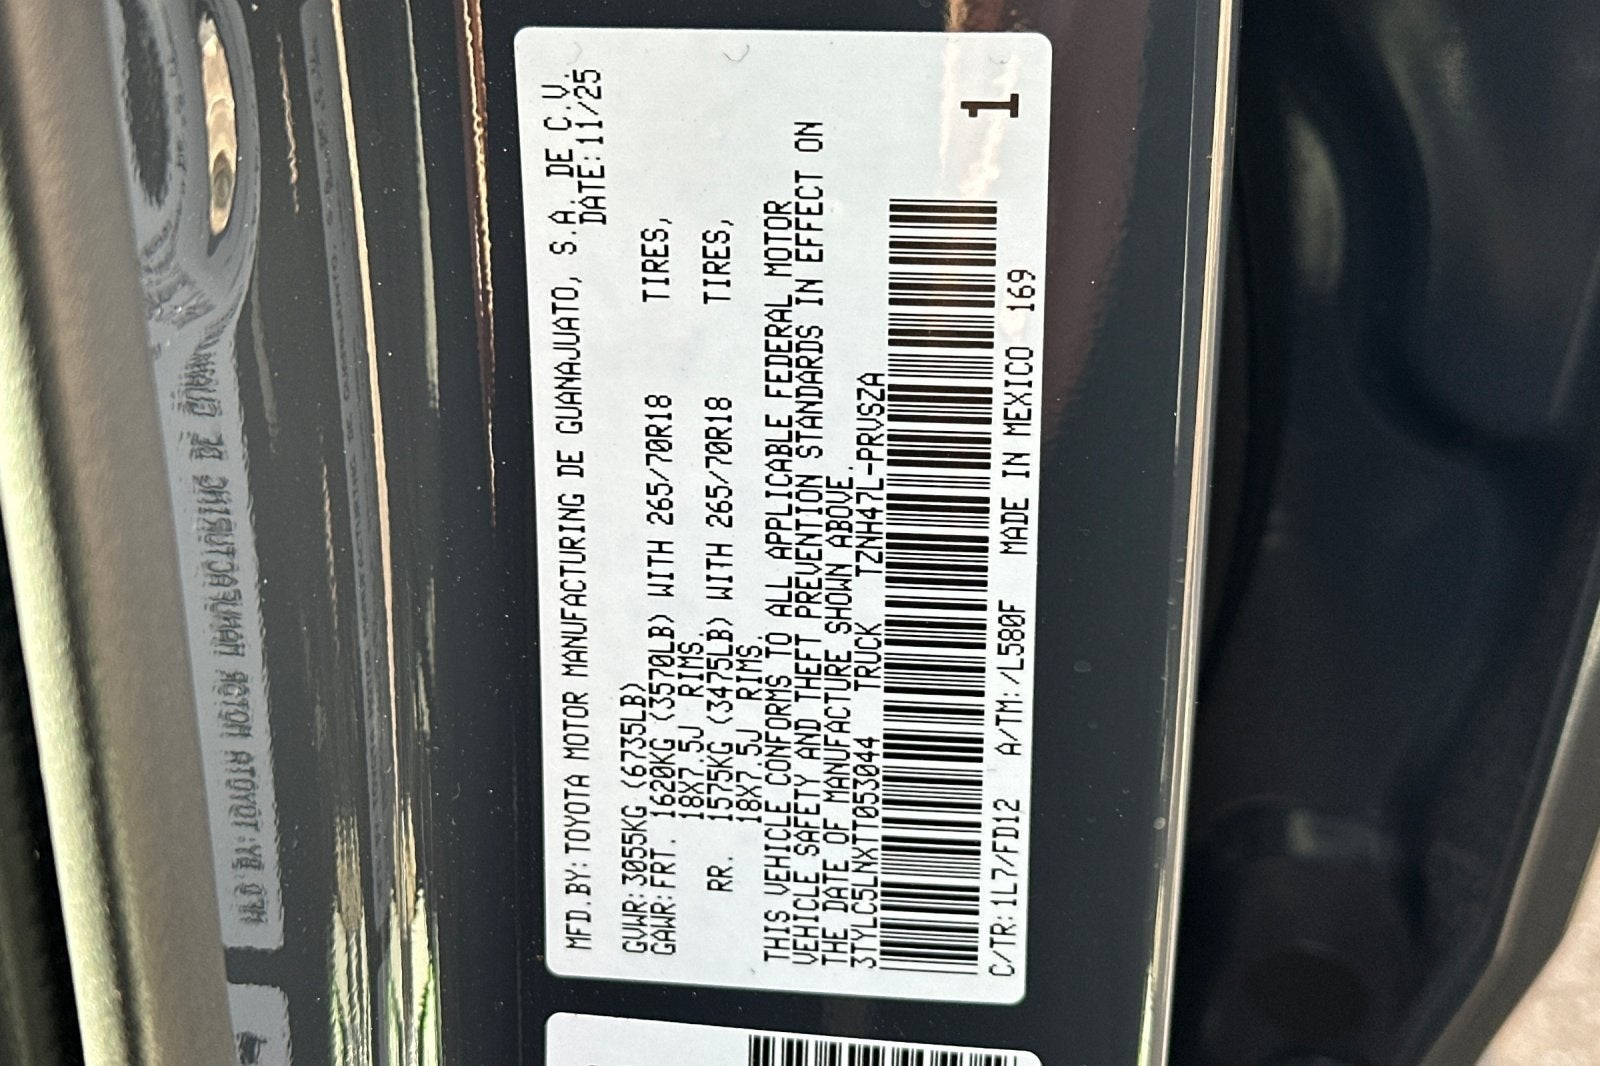 MFD.BY:TOYOTA MOTOR MANUFACTURING DE GUANAJUATO, S.A. DE C.V.
DATE:11/25
GVWR:3055KG (6735LB)
GAWR:FRT. 1620KG (3570LB) WITH 265/70R18 TIRES,
18X7.5J RIMS.
RR. 1575KG (3475LB) WITH 265/70R18 TIRES,
18X7.5J RIMS.
THIS VEHICLE CONFORMS TO ALL APPLICABLE FEDERAL MOTOR
VEHICLE SAFETY AND THEFT PREVENTION STANDARDS IN EFFECT ON
THE DATE OF MANUFACTURE SHOWN ABOVE.
3TYLC5LNXTT053044 TRUCK TZNH47L-PRVSZA
C/TR:1L7/FD12 A/TM:/L580F MADE IN MEXICO 169
1